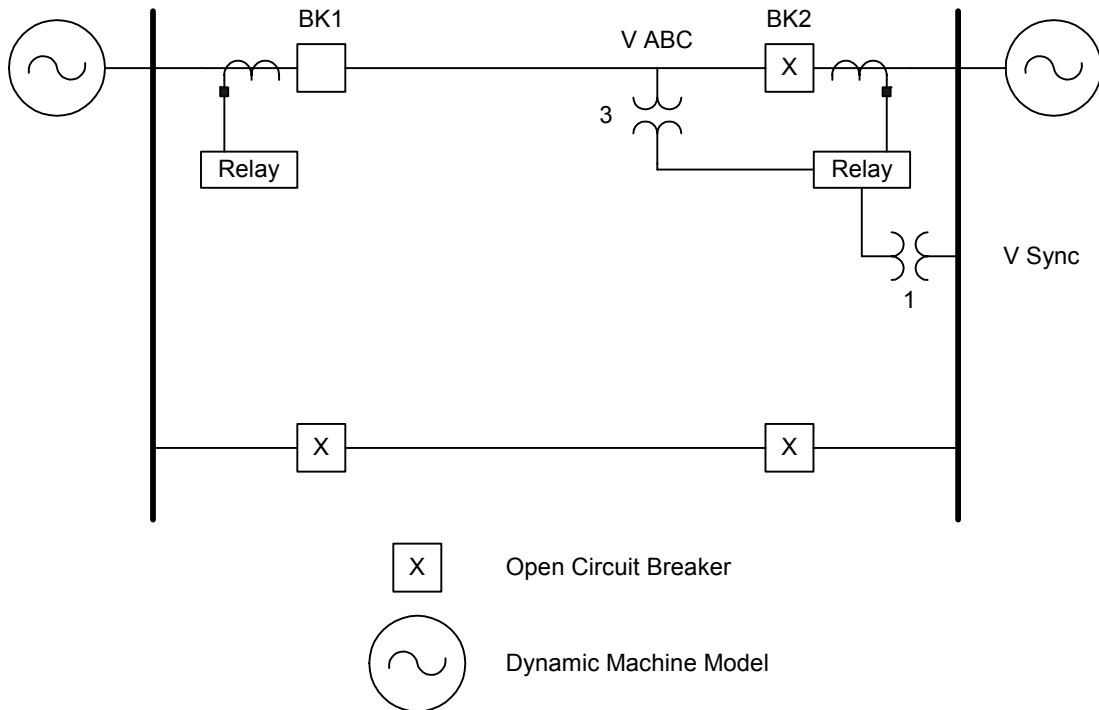 BK1
BK2
V ABC
X
3
Relay
Relay
V Sync
1
X
X
X
Open Circuit Breaker
Dynamic Machine Model